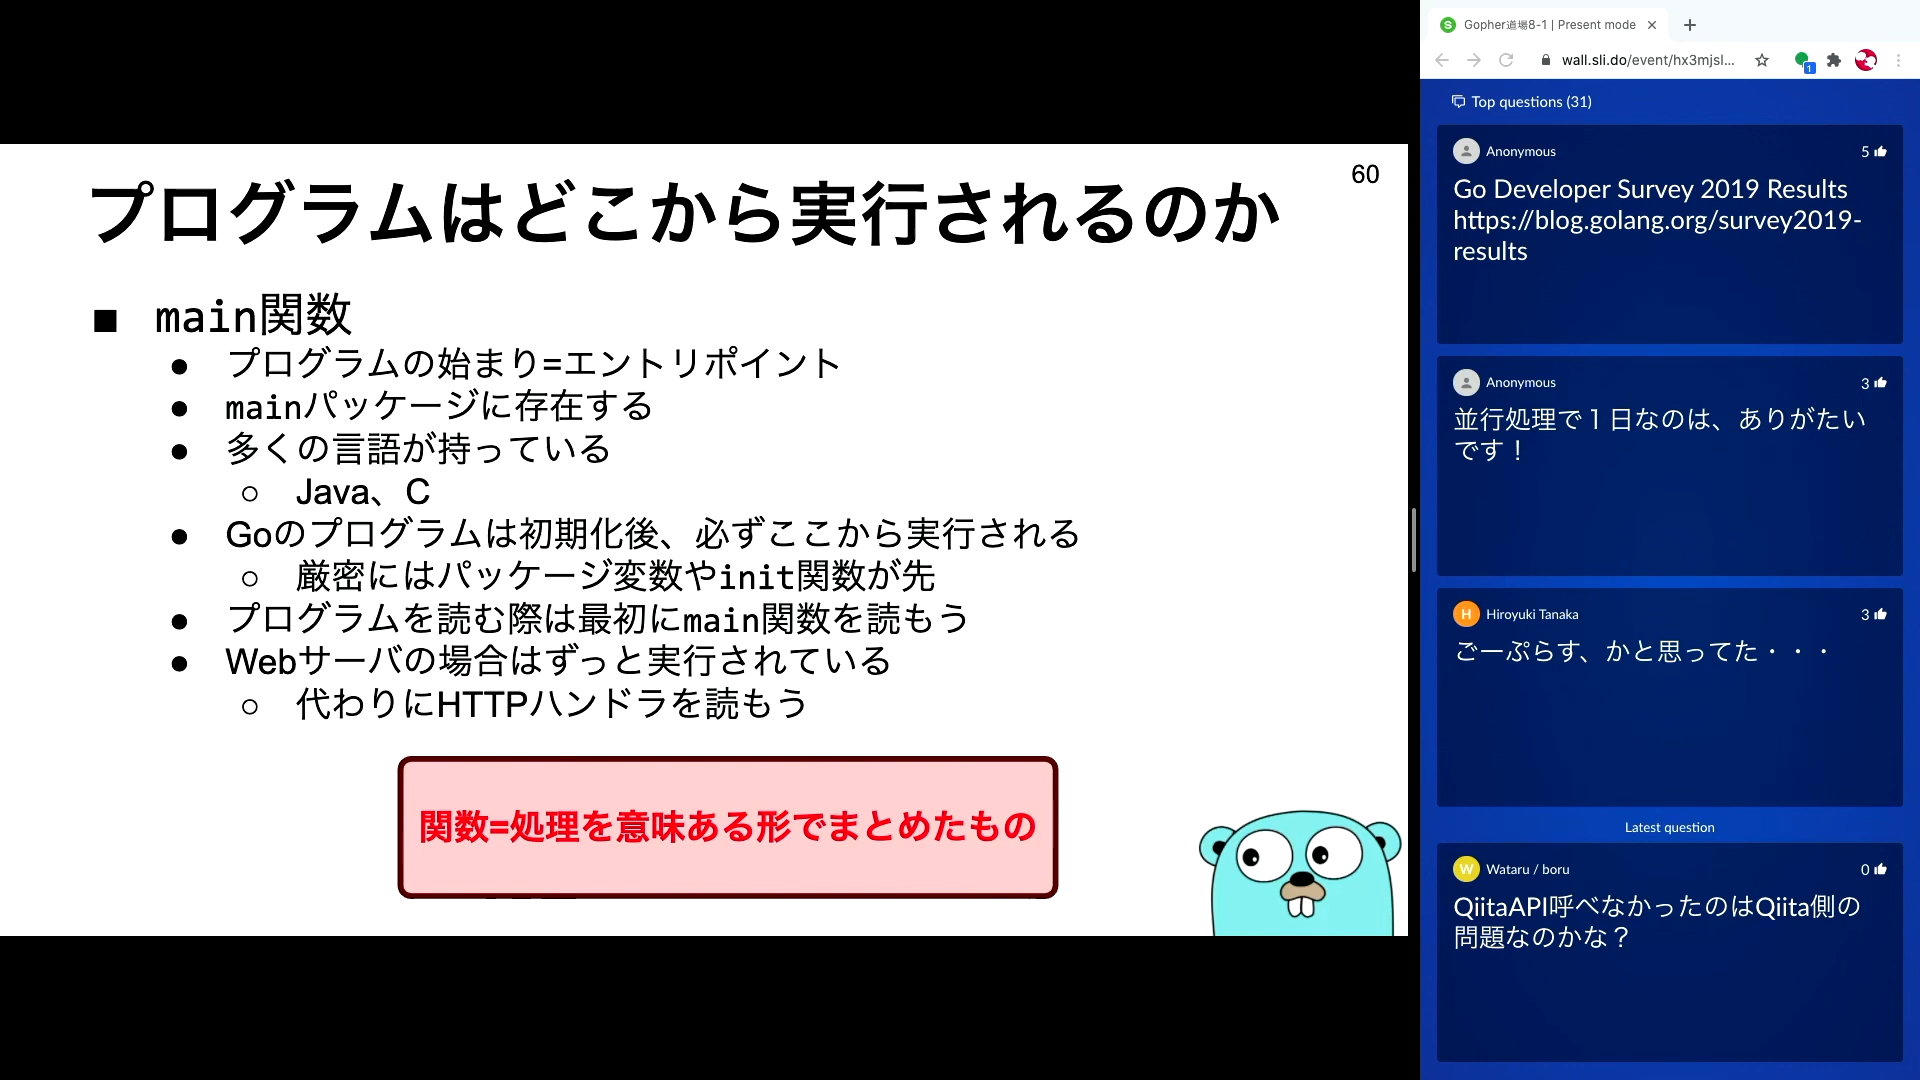 60
プログラムはどこから実行されるのか
■ main関数
● プログラムの始まり=エントリポイント
● mainパッケージに存在する
● 多くの言語が持っている
○ Java、C
● Goのプログラムは初期化後、必ずここから実行される
○ 厳密にはパッケージ変数やinit関数が先
● プログラムを読む際は最初にmain関数を読もう
● Webサーバの場合はずっと実行されている
○ 代わりにHTTPハンドラを読もう
関数=処理を意味ある形でまとめたもの
S Gopher道場8-1 | Present mode
wall.sli.do/event/hx3mjsl...
1
Top questions (31)
Anonymous 5
Go Developer Survey 2019 Results
https://blog.golang.org/survey2019-
results
Anonymous 3
並行処理で１日なのは、ありがたい
です！
H Hiroyuki Tanaka 3
ごーぷらす、かと思ってた・・・
Latest question
W Wataru / boru 0
QiitaAPI呼べなかったのはQiita側の
問題なのかな？